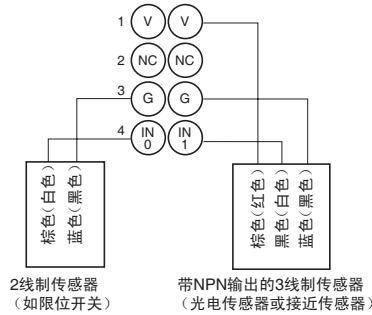 1 V V
2 NC NC
3 G G
4 IN 0 IN 1
棕色(白色)
蓝色(黑色)
棕色(红色)
黑色(白色)
蓝色(黑色)
2线制传感器
（如限位开关）
带NPN输出的3线制传感器
（光电传感器或接近传感器）